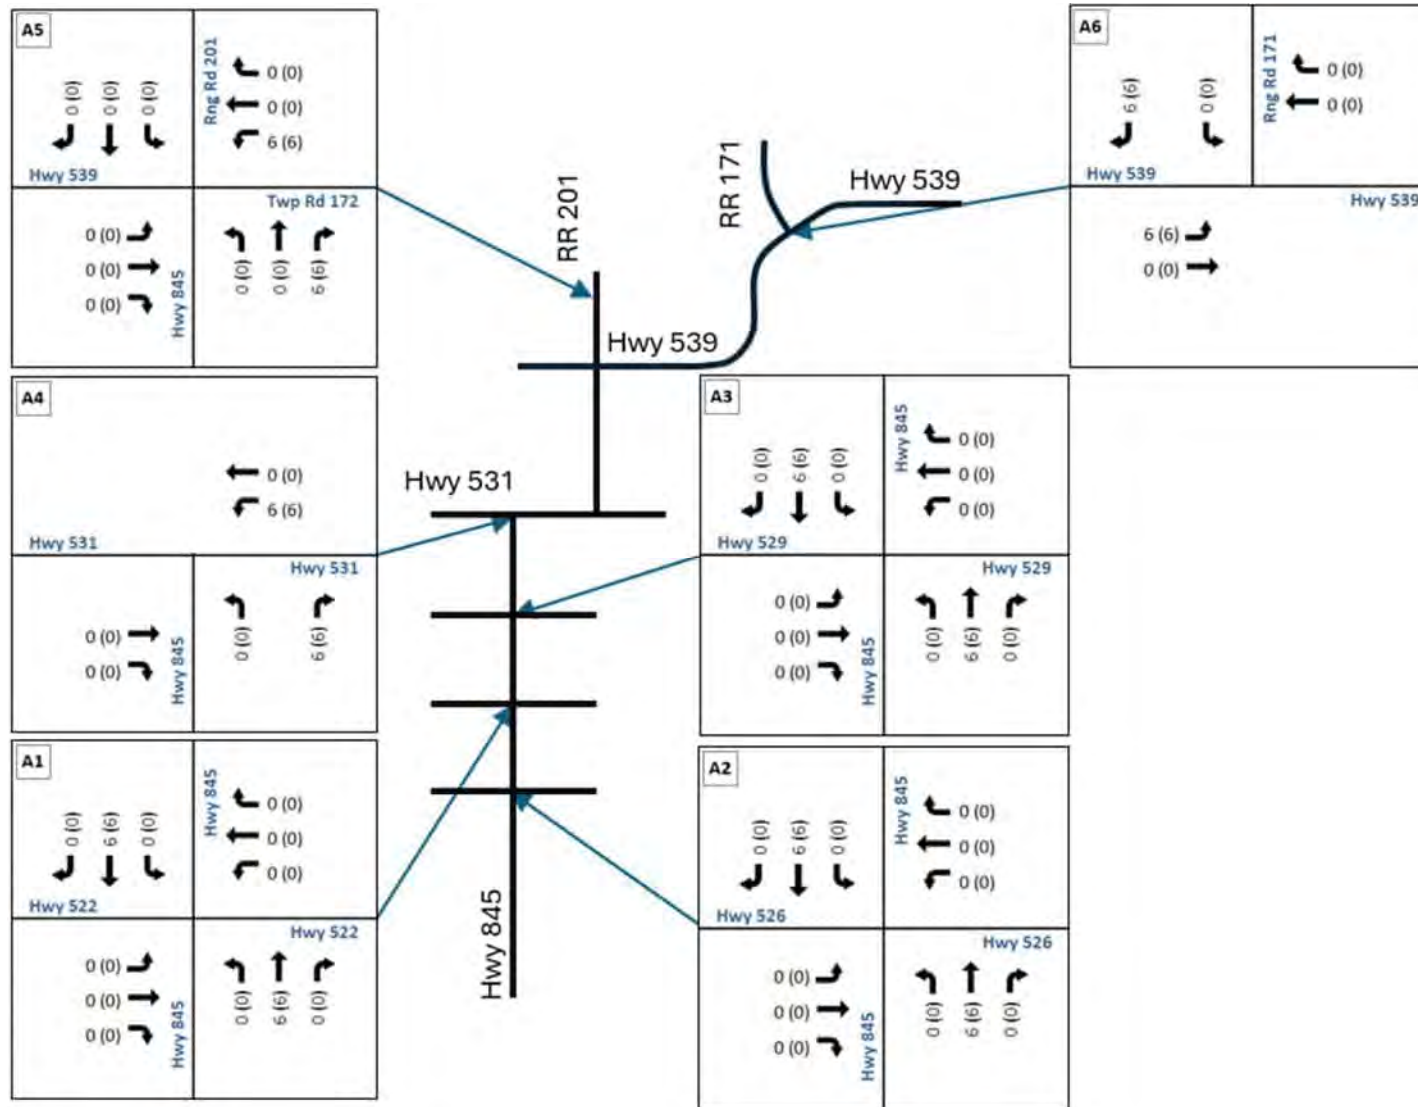 A5
0 (0)
0 (0)
0 (0)
Hwy 539
Rng Rd 201
0 (0)
0 (0)
6 (6)
0 (0)
0 (0)
0 (0)
Hwy 845
Twp Rd 172
0 (0)
0 (0)
6 (6)
A6
6 (6)
0 (0)
Hwy 539
Rng Rd 171
0 (0)
0 (0)
6 (6)
0 (0)
Hwy 539
RR 201
RR 171
Hwy 539
Hwy 539
Hwy 531
Hwy 845
A4
0 (0)
6 (6)
Hwy 531
0 (0)
0 (0)
Hwy 845
Hwy 531
0 (0)
6 (6)
A3
0 (0)
6 (6)
0 (0)
Hwy 529
Hwy 845
0 (0)
0 (0)
0 (0)
0 (0)
0 (0)
0 (0)
Hwy 845
Hwy 529
0 (0)
6 (6)
0 (0)
A1
0 (0)
6 (6)
0 (0)
Hwy 522
Hwy 845
0 (0)
0 (0)
0 (0)
0 (0)
0 (0)
0 (0)
Hwy 845
Hwy 522
0 (0)
6 (6)
0 (0)
A2
0 (0)
6 (6)
0 (0)
Hwy 526
Hwy 845
0 (0)
0 (0)
0 (0)
0 (0)
0 (0)
0 (0)
Hwy 845
Hwy 526
0 (0)
6 (6)
0 (0)